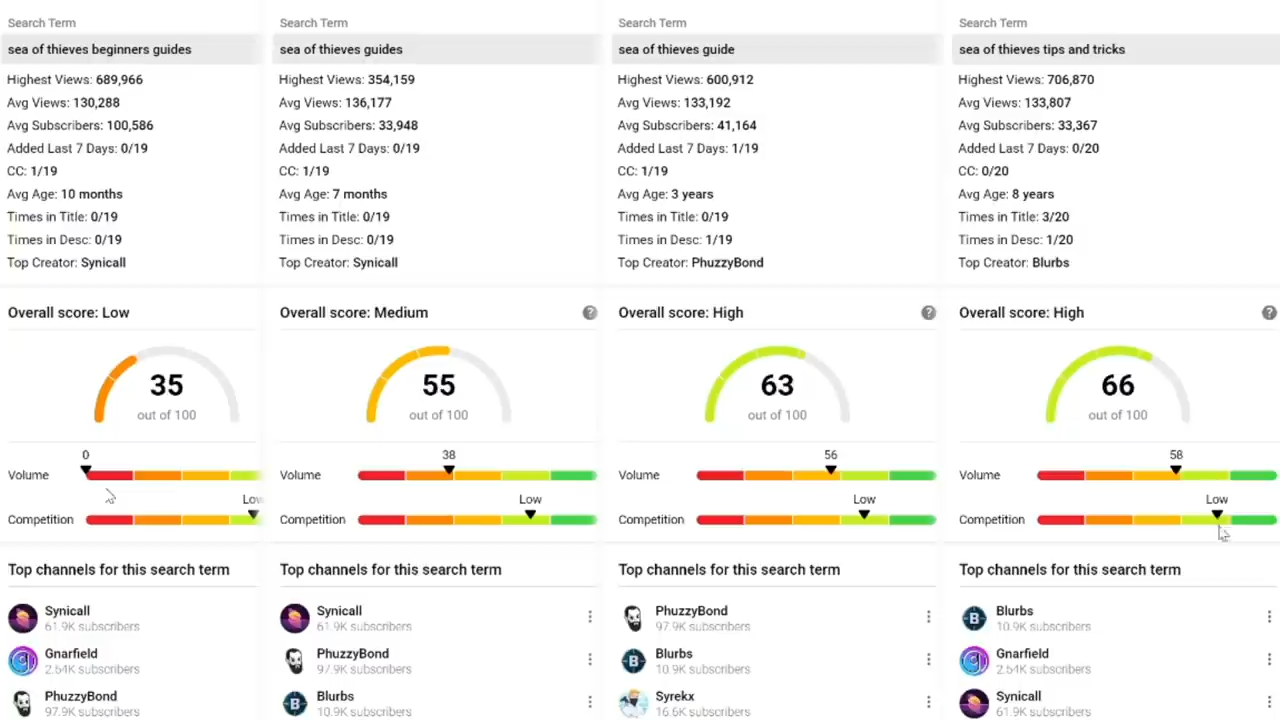 Search Term
sea of thieves beginners guides
Highest Views: 689,966
Avg Views: 130,288
Avg Subscribers: 100,586
Added Last 7 Days: 0/19
CC: 1/19
Avg Age: 10 months
Times in Title: 0/19
Times in Desc: 0/19
Top Creator: Synicall
Overall score: Low
35
out of 100
0
Volume
Low
Competition
Top channels for this search term
Synicall
61.9K subscribers
Gnarfield
2.54K subscribers
PhuzzyBond
97.9K subscribers
Search Term
sea of thieves guides
Highest Views: 354,159
Avg Views: 136,177
Avg Subscribers: 33,948
Added Last 7 Days: 0/19
CC: 1/19
Avg Age: 7 months
Times in Title: 0/19
Times in Desc: 0/19
Top Creator: Synicall
Overall score: Medium
?
55
out of 100
38
Volume
Low
Competition
Top channels for this search term
Synicall
61.9K subscribers
PhuzzyBond
97.9K subscribers
Blurbs
10.9K subscribers
Search Term
sea of thieves guide
Highest Views: 600,912
Avg Views: 133,192
Avg Subscribers: 41,164
Added Last 7 Days: 1/19
CC: 1/19
Avg Age: 3 years
Times in Title: 0/19
Times in Desc: 1/19
Top Creator: PhuzzyBond
Overall score: High
?
63
out of 100
56
Volume
Low
Competition
Top channels for this search term
PhuzzyBond
97.9K subscribers
Blurbs
10.9K subscribers
Syrekx
16.6K subscribers
Search Term
sea of thieves tips and tricks
Highest Views: 706,870
Avg Views: 133,807
Avg Subscribers: 33,367
Added Last 7 Days: 0/20
CC: 0/20
Avg Age: 8 years
Times in Title: 3/20
Times in Desc: 1/20
Top Creator: Blurbs
Overall score: High
?
66
out of 100
58
Volume
Low
Competition
Top channels for this search term
Blurbs
10.9K subscribers
Gnarfield
2.54K subscribers
Synicall
61.9K subscribers